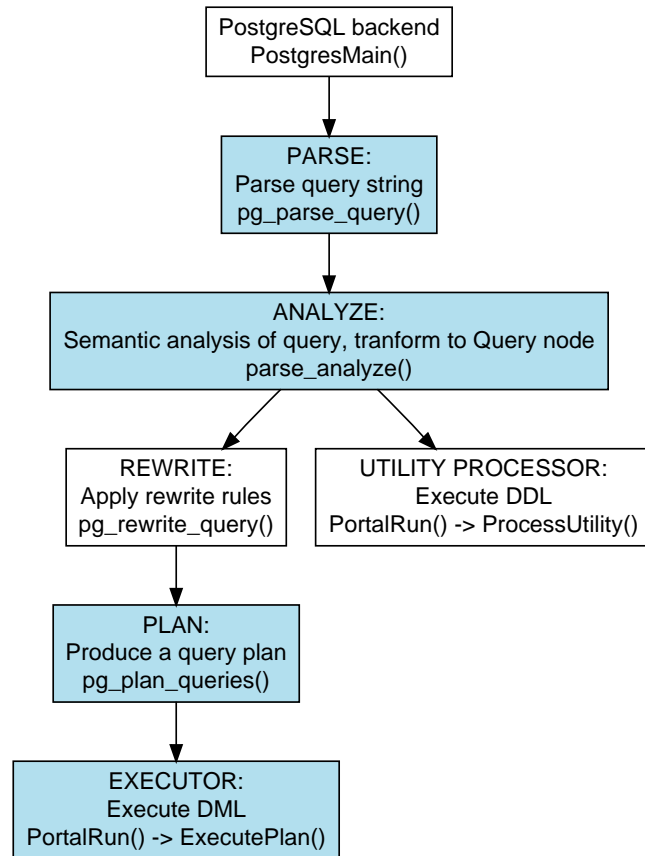 PostgreSQL backend
PostgresMain()
PARSE:
Parse query string
pg_parse_query()
ANALYZE:
Semantic analysis of query, tranform to Query node
parse_analyze()
REWRITE:
Apply rewrite rules
pg_rewrite_query()
UTILITY PROCESSOR:
Execute DDL
PortalRun() -> ProcessUtility()
PLAN:
Produce a query plan
pg_plan_queries()
EXECUTOR:
Execute DML
PortalRun() -> ExecutePlan()